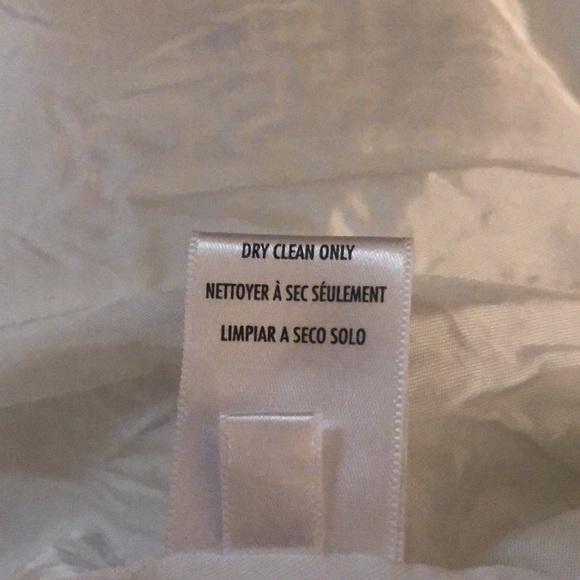 DRY CLEAN ONLY
NETTOYER À SEC SÉULEMENT
LIMPIAR A SECO SOLO